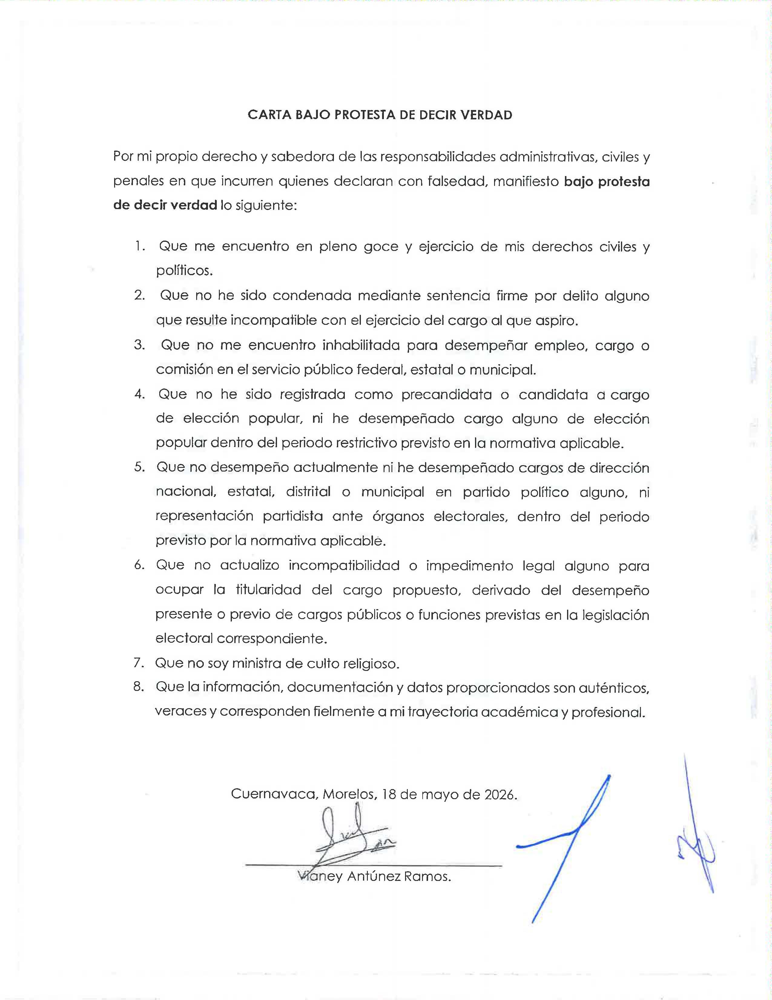 CARTA BAJO PROTESTA DE DECIR VERDAD
Por mi propio derecho y sabedora de las responsabilidades administrativas, civiles y
penales en que incurren quienes declaran con falsedad, manifiesto bajo protesta
de decir verdad lo siguiente:
1. Que me encuentro en pleno goce y ejercicio de mis derechos civiles y
políticos.
2. Que no he sido condenada mediante sentencia firme por delito alguno
que resulte incompatible con el ejercicio del cargo al que aspiro.
3. Que no me encuentro inhabilitada para desempeñar empleo, cargo o
comisión en el servicio público federal, estatal o municipal.
4. Que no he sido registrada como precandidata o candidata a cargo
de elección popular, ni he desempeñado cargo alguno de elección
popular dentro del periodo restrictivo previsto en la normativa aplicable.
5. Que no desempeño actualmente ni he desempeñado cargos de dirección
nacional, estatal, distrital o municipal en partido político alguno, ni
representación partidista ante órganos electorales, dentro del periodo
previsto por la normativa aplicable.
6. Que no actualizo incompatibilidad o impedimento legal alguno para
ocupar la titularidad del cargo propuesto, derivado del desempeño
presente o previo de cargos públicos o funciones previstas en la legislación
electoral correspondiente.
7. Que no soy ministra de culto religioso.
8. Que la información, documentación y datos proporcionados son auténticos,
veraces y corresponden fielmente a mi trayectoria académica y profesional.
Cuernavaca, Morelos, 18 de mayo de 2026.
Vianey Antúnez Ramos.